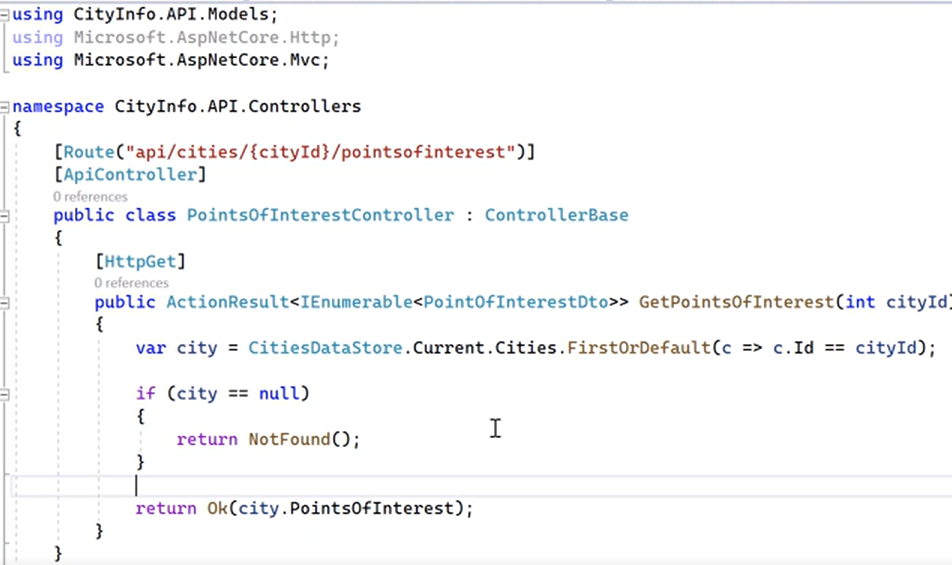 using CityInfo.API.Models;
using Microsoft.AspNetCore.Http;
using Microsoft.AspNetCore.Mvc;
namespace CityInfo.API.Controllers
{
[Route("api/cities/{cityId}/pointsofinterest")]
[ApiController]
0 references
public class PointsOfInterestController : ControllerBase
{
[HttpGet]
0 references
public ActionResult<IEnumerable<PointOfInterestDto>> GetPointsOfInterest(int cityId)
{
var city = CitiesDataStore.Current.Cities.FirstOrDefault(c => c.Id == cityId);
if (city == null)
{
return NotFound();
}
return Ok(city.PointsOfInterest);
}
}